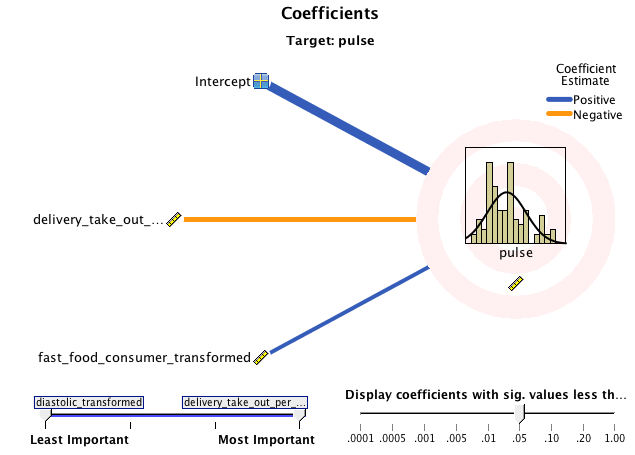 Coefficients
Target: pulse
Coefficient
Estimate
Positive
Negative
Intercept
delivery_take_out_...
pulse
fast_food_consumer_transformed
diastolic_transformed
delivery_take_out_per_...
Least Important
Most Important
Display coefficients with sig. values less th...
.0001 .0005 .001 .005 .01 .05 .10 .20 1.00